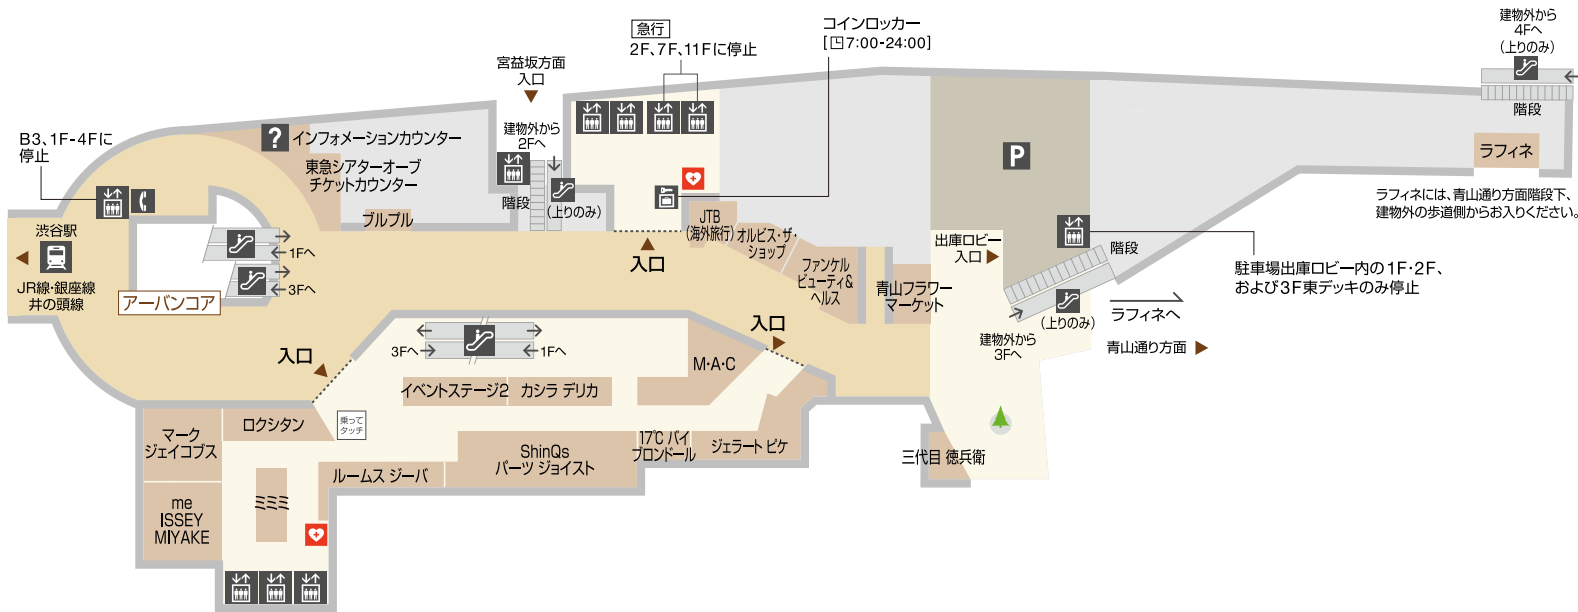 建物外から
4Fへ
(上りのみ)
階段
ラフィネ
ラフィネには、青山通り方面階段下、
建物外の歩道側からお入りください。
コインロッカー
[7:00-24:00]
急行
2F、7F、11Fに停止
宮益坂方面
入口
建物外から
2Fへ
階段
(上りのみ)
B3、1F-4Fに
停止
?
インフォメーションカウンター
東急シアターオーブ
チケットカウンター
ブルブル
P
渋谷駅
JR線・銀座線
井の頭線
アーバンコア
1Fへ
3Fへ
入口
JTB
(海外旅行)
オルビス・ザ・
ショップ
ファンケル
ビューティ&
ヘルス
青山フラワー
マーケット
出庫ロビー
入口
階段
(上りのみ)
建物外から
3Fへ
ラフィネへ
青山通り方面
駐車場出庫ロビー内の1F・2F、
および3F東デッキのみ停止
入口
入口
3Fへ
1Fへ
イベントステージ2
カシラ デリカ
M・A・C
乗って
タッチ
ロクシタン
マーク
ジェイコブス
me
ISSEY
MIYAKE
ミミミ
ルームス ジーバ
ShinQs
パーツ ジョイスト
17℃ バイ
ブロンドール
ジェラート ピケ
三代目 徳兵衛